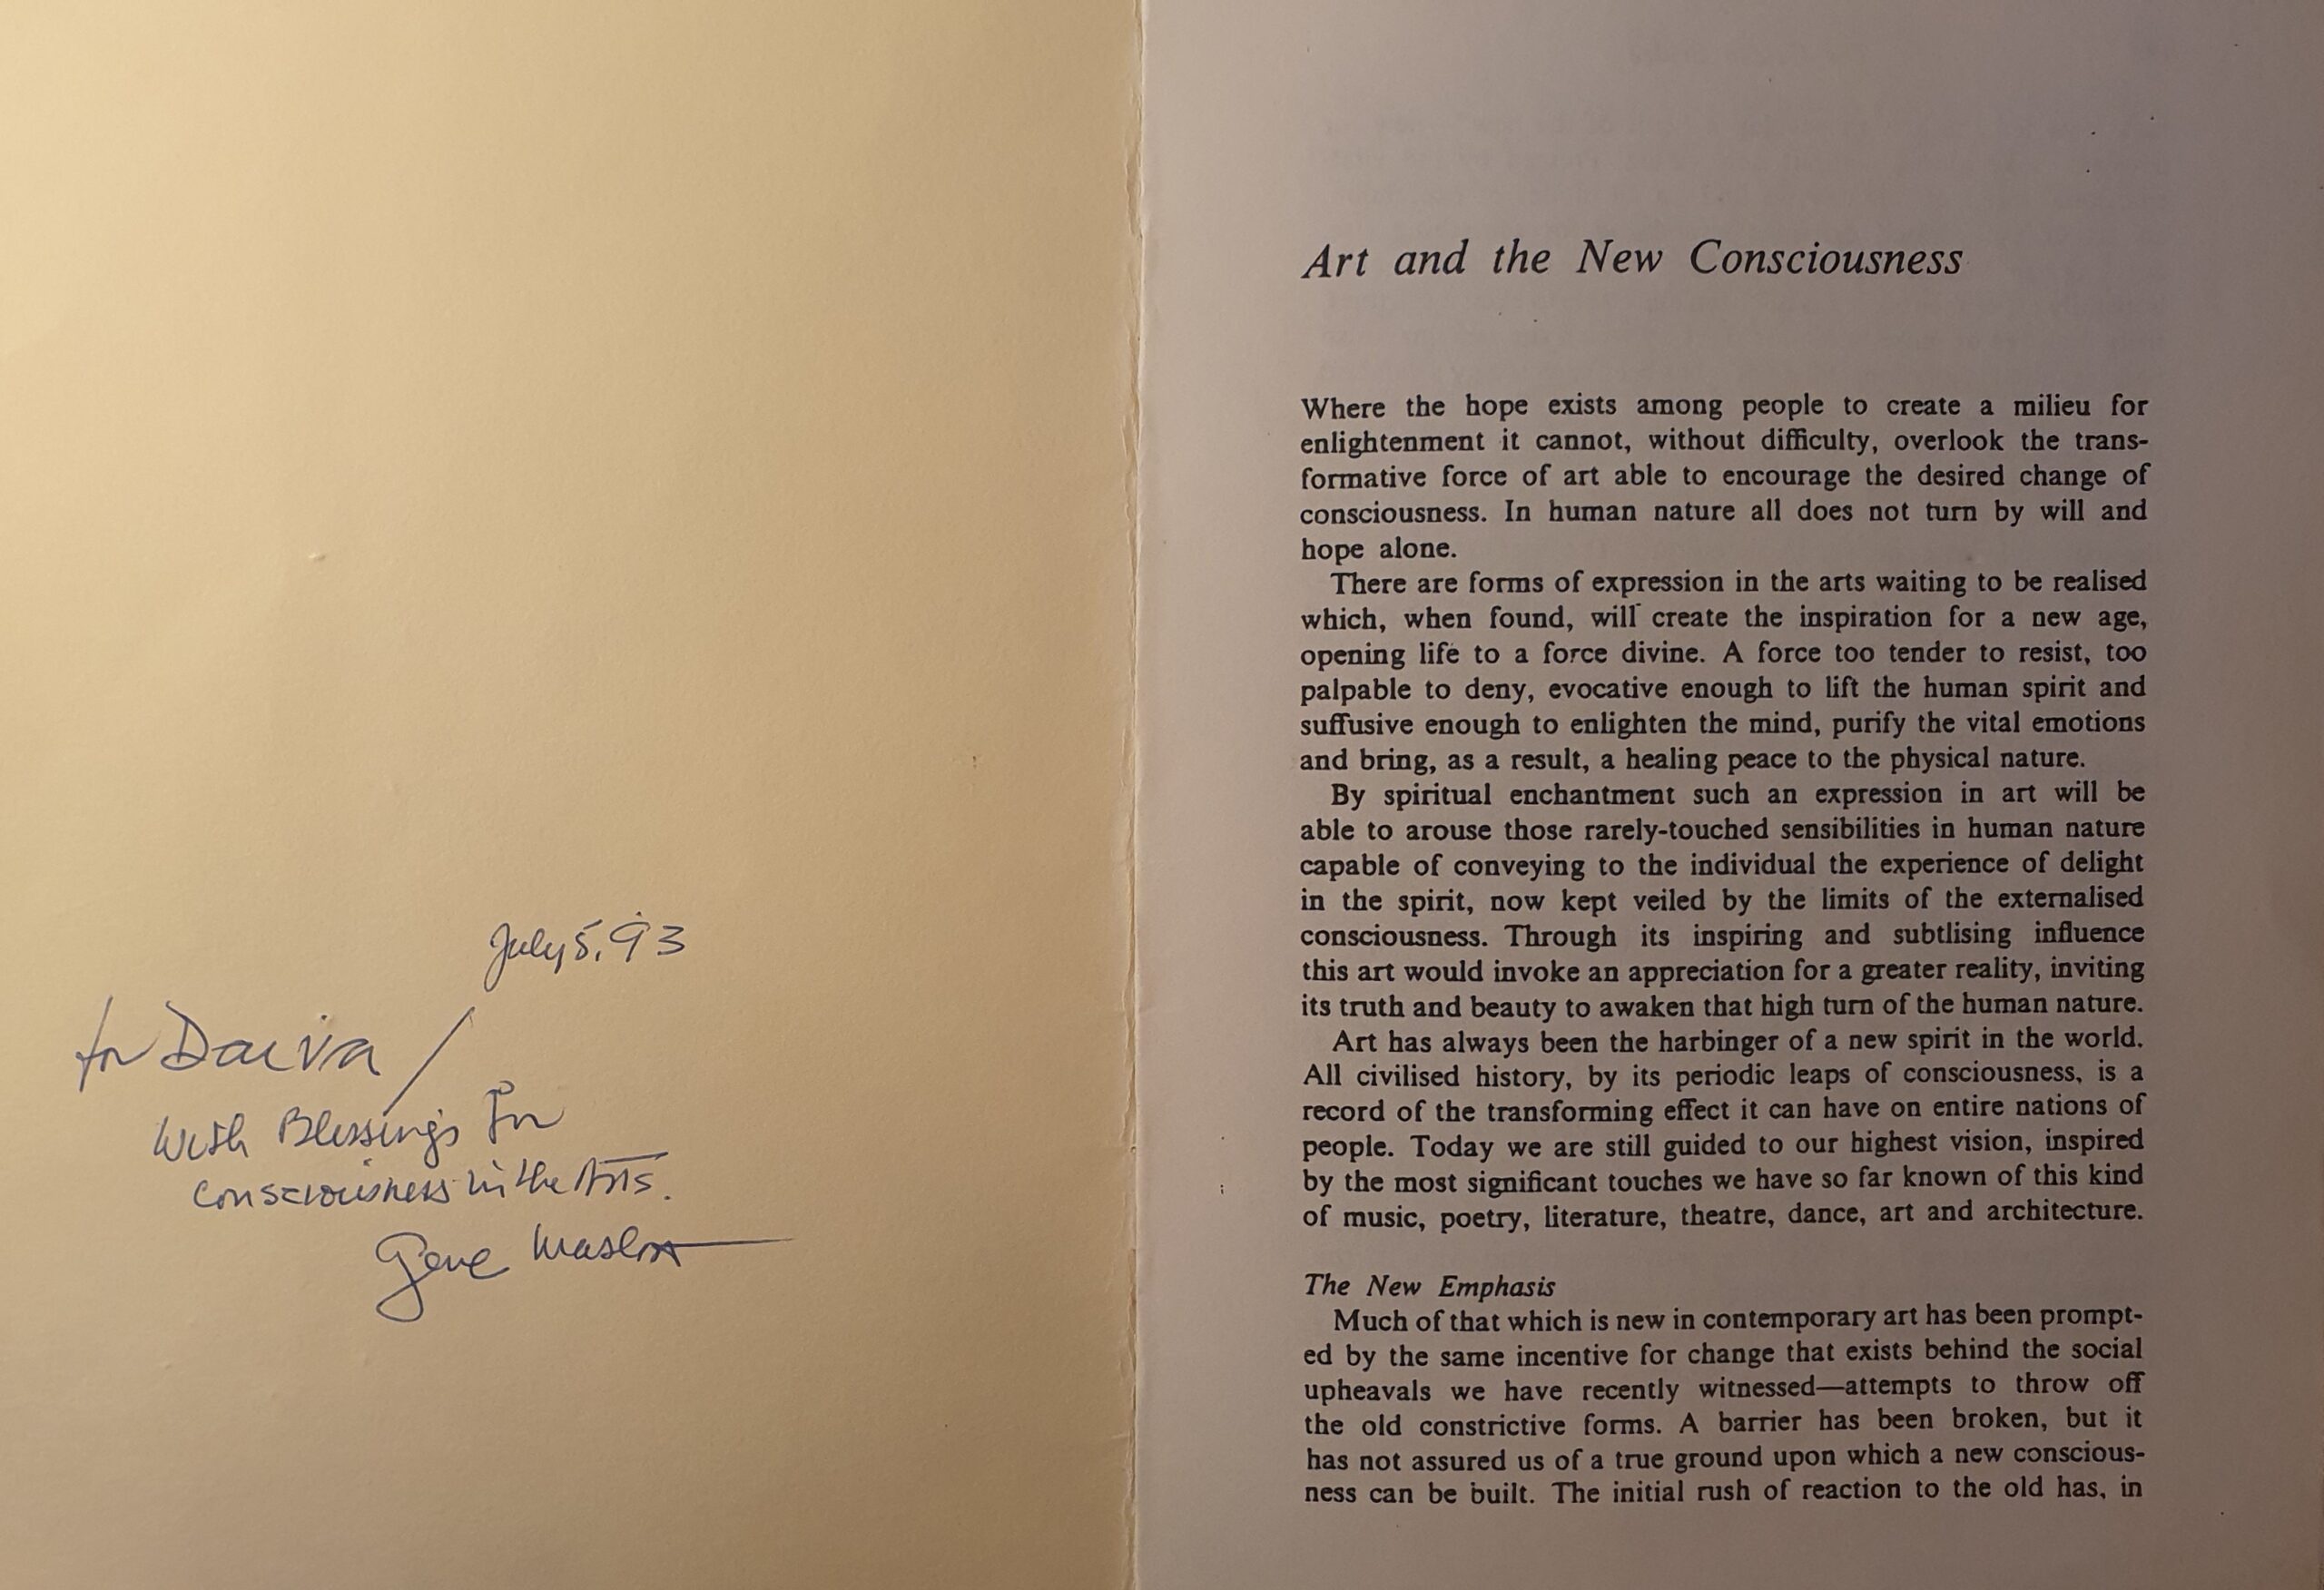 July 5. 93
for Daiva /
With Blessings for
Consciousness in the Arts.
Gene Maslow
Art and the New Consciousness
Where the hope exists among people to create a milieu for
enlightenment it cannot, without difficulty, overlook the trans-
formative force of art able to encourage the desired change of
consciousness. In human nature all does not turn by will and
hope alone.
There are forms of expression in the arts waiting to be realised
which, when found, will create the inspiration for a new age,
opening life to a force divine. A force too tender to resist, too
palpable to deny, evocative enough to lift the human spirit and
suffusive enough to enlighten the mind, purify the vital emotions
and bring, as a result, a healing peace to the physical nature.
By spiritual enchantment such an expression in art will be
able to arouse those rarely-touched sensibilities in human nature
capable of conveying to the individual the experience of delight
in the spirit, now kept veiled by the limits of the externalised
consciousness. Through its inspiring and subtlising influence
this art would invoke an appreciation for a greater reality, inviting
its truth and beauty to awaken that high turn of the human nature.
Art has always been the harbinger of a new spirit in the world.
All civilised history, by its periodic leaps of consciousness, is a
record of the transforming effect it can have on entire nations of
people. Today we are still guided to our highest vision, inspired
by the most significant touches we have so far known of this kind
of music, poetry, literature, theatre, dance, art and architecture.
The New Emphasis
Much of that which is new in contemporary art has been prompt-
ed by the same incentive for change that exists behind the social
upheavals we have recently witnessed—attempts to throw off
the old constrictive forms. A barrier has been broken, but it
has not assured us of a true ground upon which a new conscious-
ness can be built. The initial rush of reaction to the old has, in